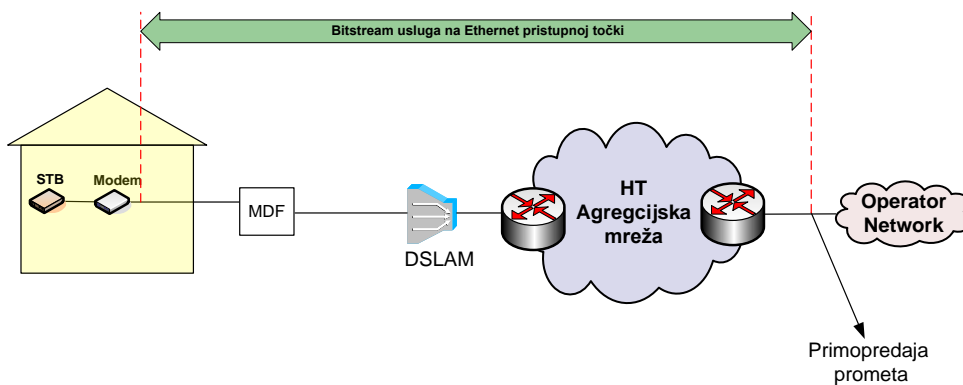 Bitstream usluga na Ethernet pristupnoj točki
STB
Modem
MDF
DSLAM
HT
Agregcijska
mreža
Operator
Network
Primopredaja
prometa